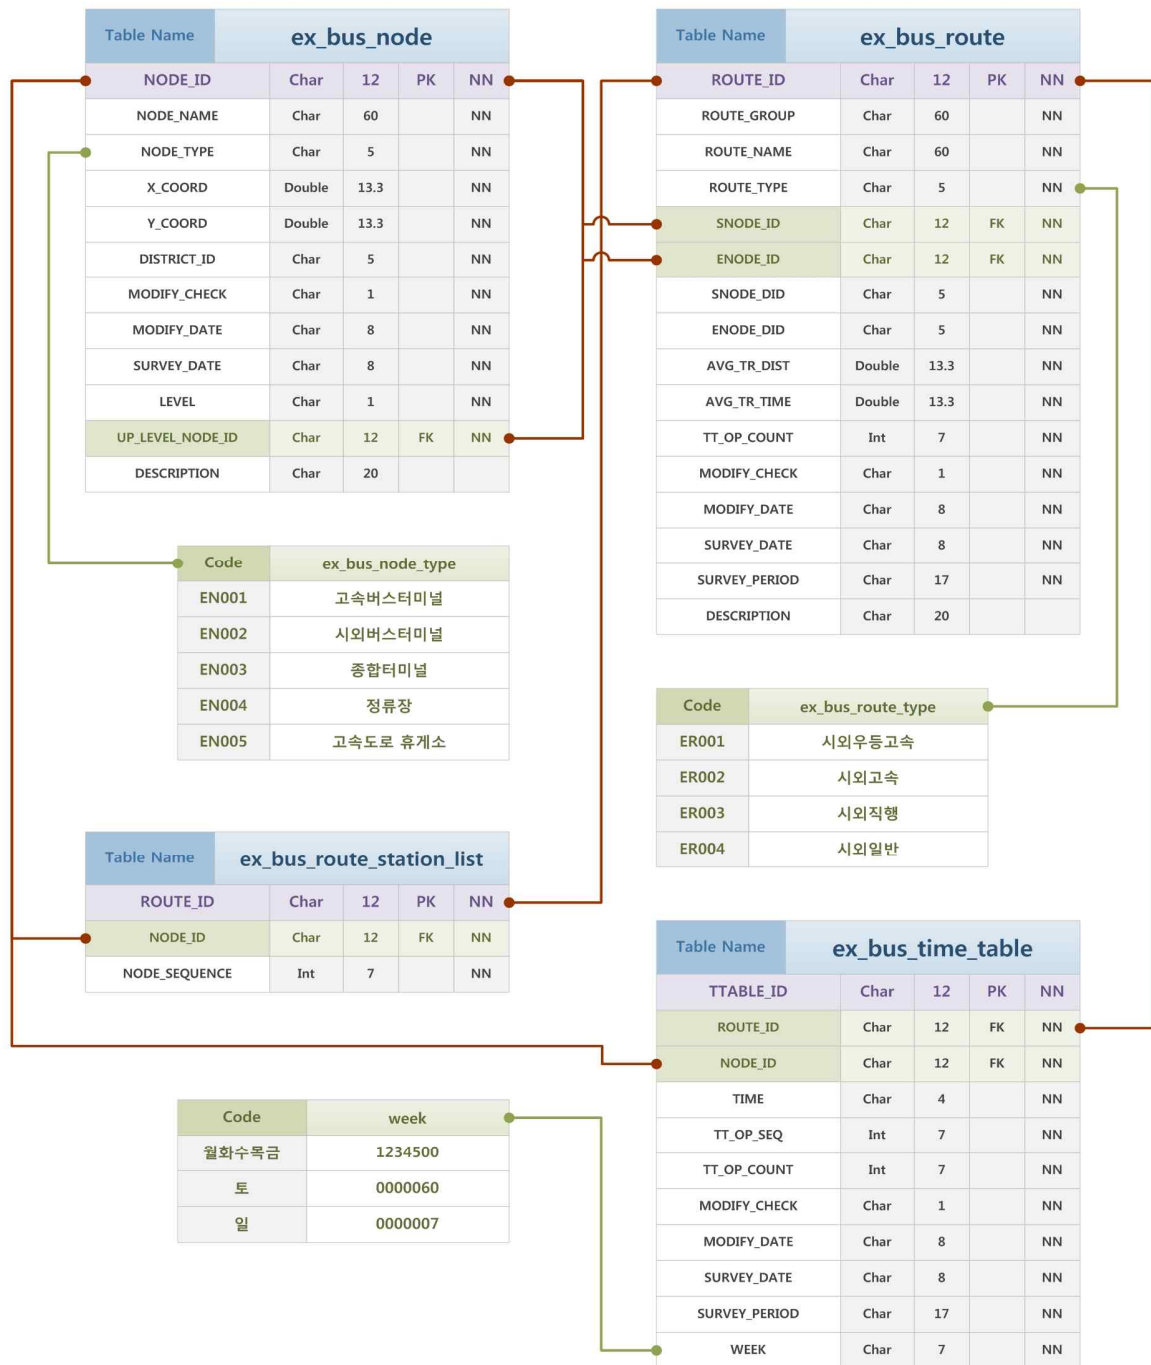 Table Name ex_bus_node
NODE_ID Char 12 PK NN
NODE_NAME Char 60 NN
NODE_TYPE Char 5 NN
X_COORD Double 13.3 NN
Y_COORD Double 13.3 NN
DISTRICT_ID Char 5 NN
MODIFY_CHECK Char 1 NN
MODIFY_DATE Char 8 NN
SURVEY_DATE Char 8 NN
LEVEL Char 1 NN
UP_LEVEL_NODE_ID Char 12 FK NN
DESCRIPTION Char 20
Code ex_bus_node_type
EN001 고속버스터미널
EN002 시외버스터미널
EN003 종합터미널
EN004 정류장
EN005 고속도로 휴게소
Table Name ex_bus_route_station_list
ROUTE_ID Char 12 PK NN
NODE_ID Char 12 FK NN
NODE_SEQUENCE Int 7 NN
Code week
월화수목금 1234500
토 0000060
일 0000007
Table Name ex_bus_route
ROUTE_ID Char 12 PK NN
ROUTE_GROUP Char 60 NN
ROUTE_NAME Char 60 NN
ROUTE_TYPE Char 5 NN
SNODE_ID Char 12 FK NN
ENODE_ID Char 12 FK NN
SNODE_DID Char 5 NN
ENODE_DID Char 5 NN
AVG_TR_DIST Double 13.3 NN
AVG_TR_TIME Double 13.3 NN
TT_OP_COUNT Int 7 NN
MODIFY_CHECK Char 1 NN
MODIFY_DATE Char 8 NN
SURVEY_DATE Char 8 NN
SURVEY_PERIOD Char 17 NN
DESCRIPTION Char 20
Code ex_bus_route_type
ER001 시외우등고속
ER002 시외고속
ER003 시외직행
ER004 시외일반
Table Name ex_bus_time_table
TTABLE_ID Char 12 PK NN
ROUTE_ID Char 12 FK NN
NODE_ID Char 12 FK NN
TIME Char 4 NN
TT_OP_SEQ Int 7 NN
TT_OP_COUNT Int 7 NN
MODIFY_CHECK Char 1 NN
MODIFY_DATE Char 8 NN
SURVEY_DATE Char 8 NN
SURVEY_PERIOD Char 17 NN
WEEK Char 7 NN